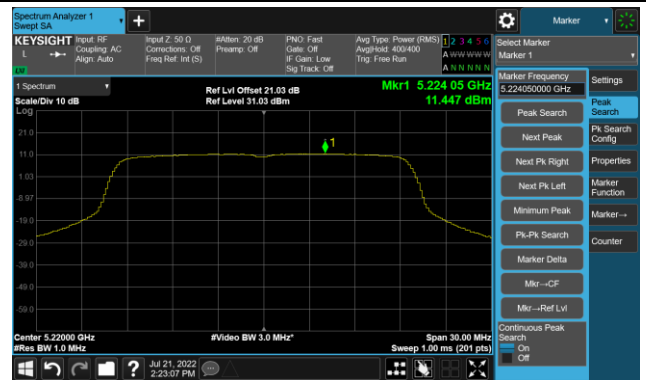 Spectrum Analyzer 1
Swept SA
+
Marker
KEYSIGHT
L
LW
Input: RF
Coupling: AC
Align: Auto
Input Z: 50 Ω
Corrections: Off
Freq Ref: Int (S)
#Atten: 20 dB
Preamp: Off
PNO: Fast
Gate: Off
IF Gain: Low
Sig Track: Off
Avg Type: Power (RMS)
Avg|Hold: 400/400
Trig: Free Run
1 2 3 4 5 6
A W W W W W
A N N N N N
Select Marker
Marker 1
1 Spectrum
Scale/Div 10 dB
Log
Ref Lvl Offset 21.03 dB
Ref Level 31.03 dBm
Mkr1 5.224 05 GHz
11.447 dBm
1
21.0
11.0
1.03
-8.97
-19.0
-29.0
-39.0
-49.0
-59.0
Center 5.22000 GHz
#Res BW 1.0 MHz
#Video BW 3.0 MHz*
Span 30.00 MHz
Sweep 1.00 ms (201 pts)
Marker Frequency
5.224050000 GHz
Peak Search
Next Peak
Next Pk Right
Next Pk Left
Minimum Peak
Pk-Pk Search
Marker Delta
Mkr→CF
Mkr→Ref Lvl
Continuous Peak
Search
On
Off
Settings
Peak
Search
Pk Search
Config
Properties
Marker
Function
Marker→
Counter
?
Jul 21, 2022
2:23:07 PM